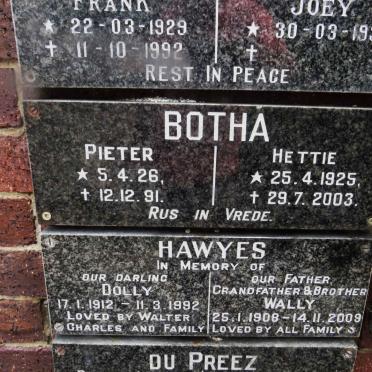 FRANK JOEY
★ 22-03-1929 ★ 30-03-19
✝ 11-10-1992 ✝
REST IN PEACE
BOTHA
PIETER HETTIE
★ 5.4.26. ★ 25.4.1925.
✝ 12.12.91. ✝ 29.7.2003.
RUS IN VREDE.
HAWYES
IN MEMORY OF
OUR DARLING OUR FATHER,
DOLLY GRANDFATHER & BROTHER
17.1.1912 - 11.3.1992 WALLY
LOVED BY WALTER 25.1.1908 - 14.11.2009
CHARLES AND FAMILY LOVED BY ALL FAMILY
DU PREEZ